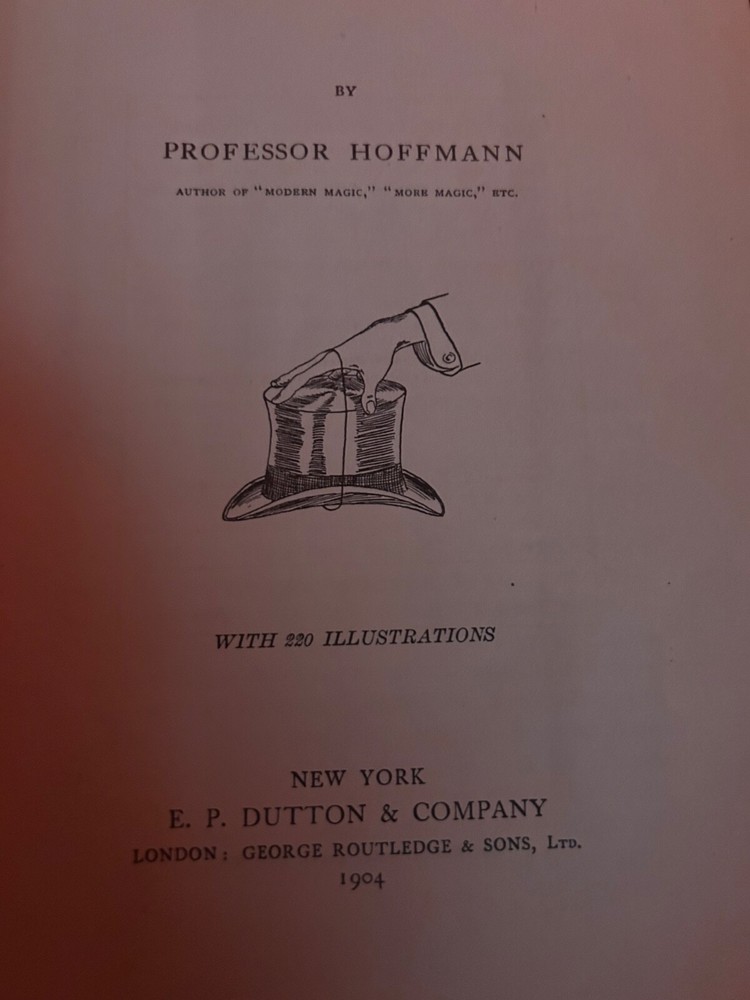 BY
PROFESSOR HOFFMANN
AUTHOR OF "MODERN MAGIC," "MORE MAGIC," ETC.
WITH 220 ILLUSTRATIONS
NEW YORK
E. P. DUTTON & COMPANY
LONDON: GEORGE ROUTLEDGE & SONS, LTD.
1904